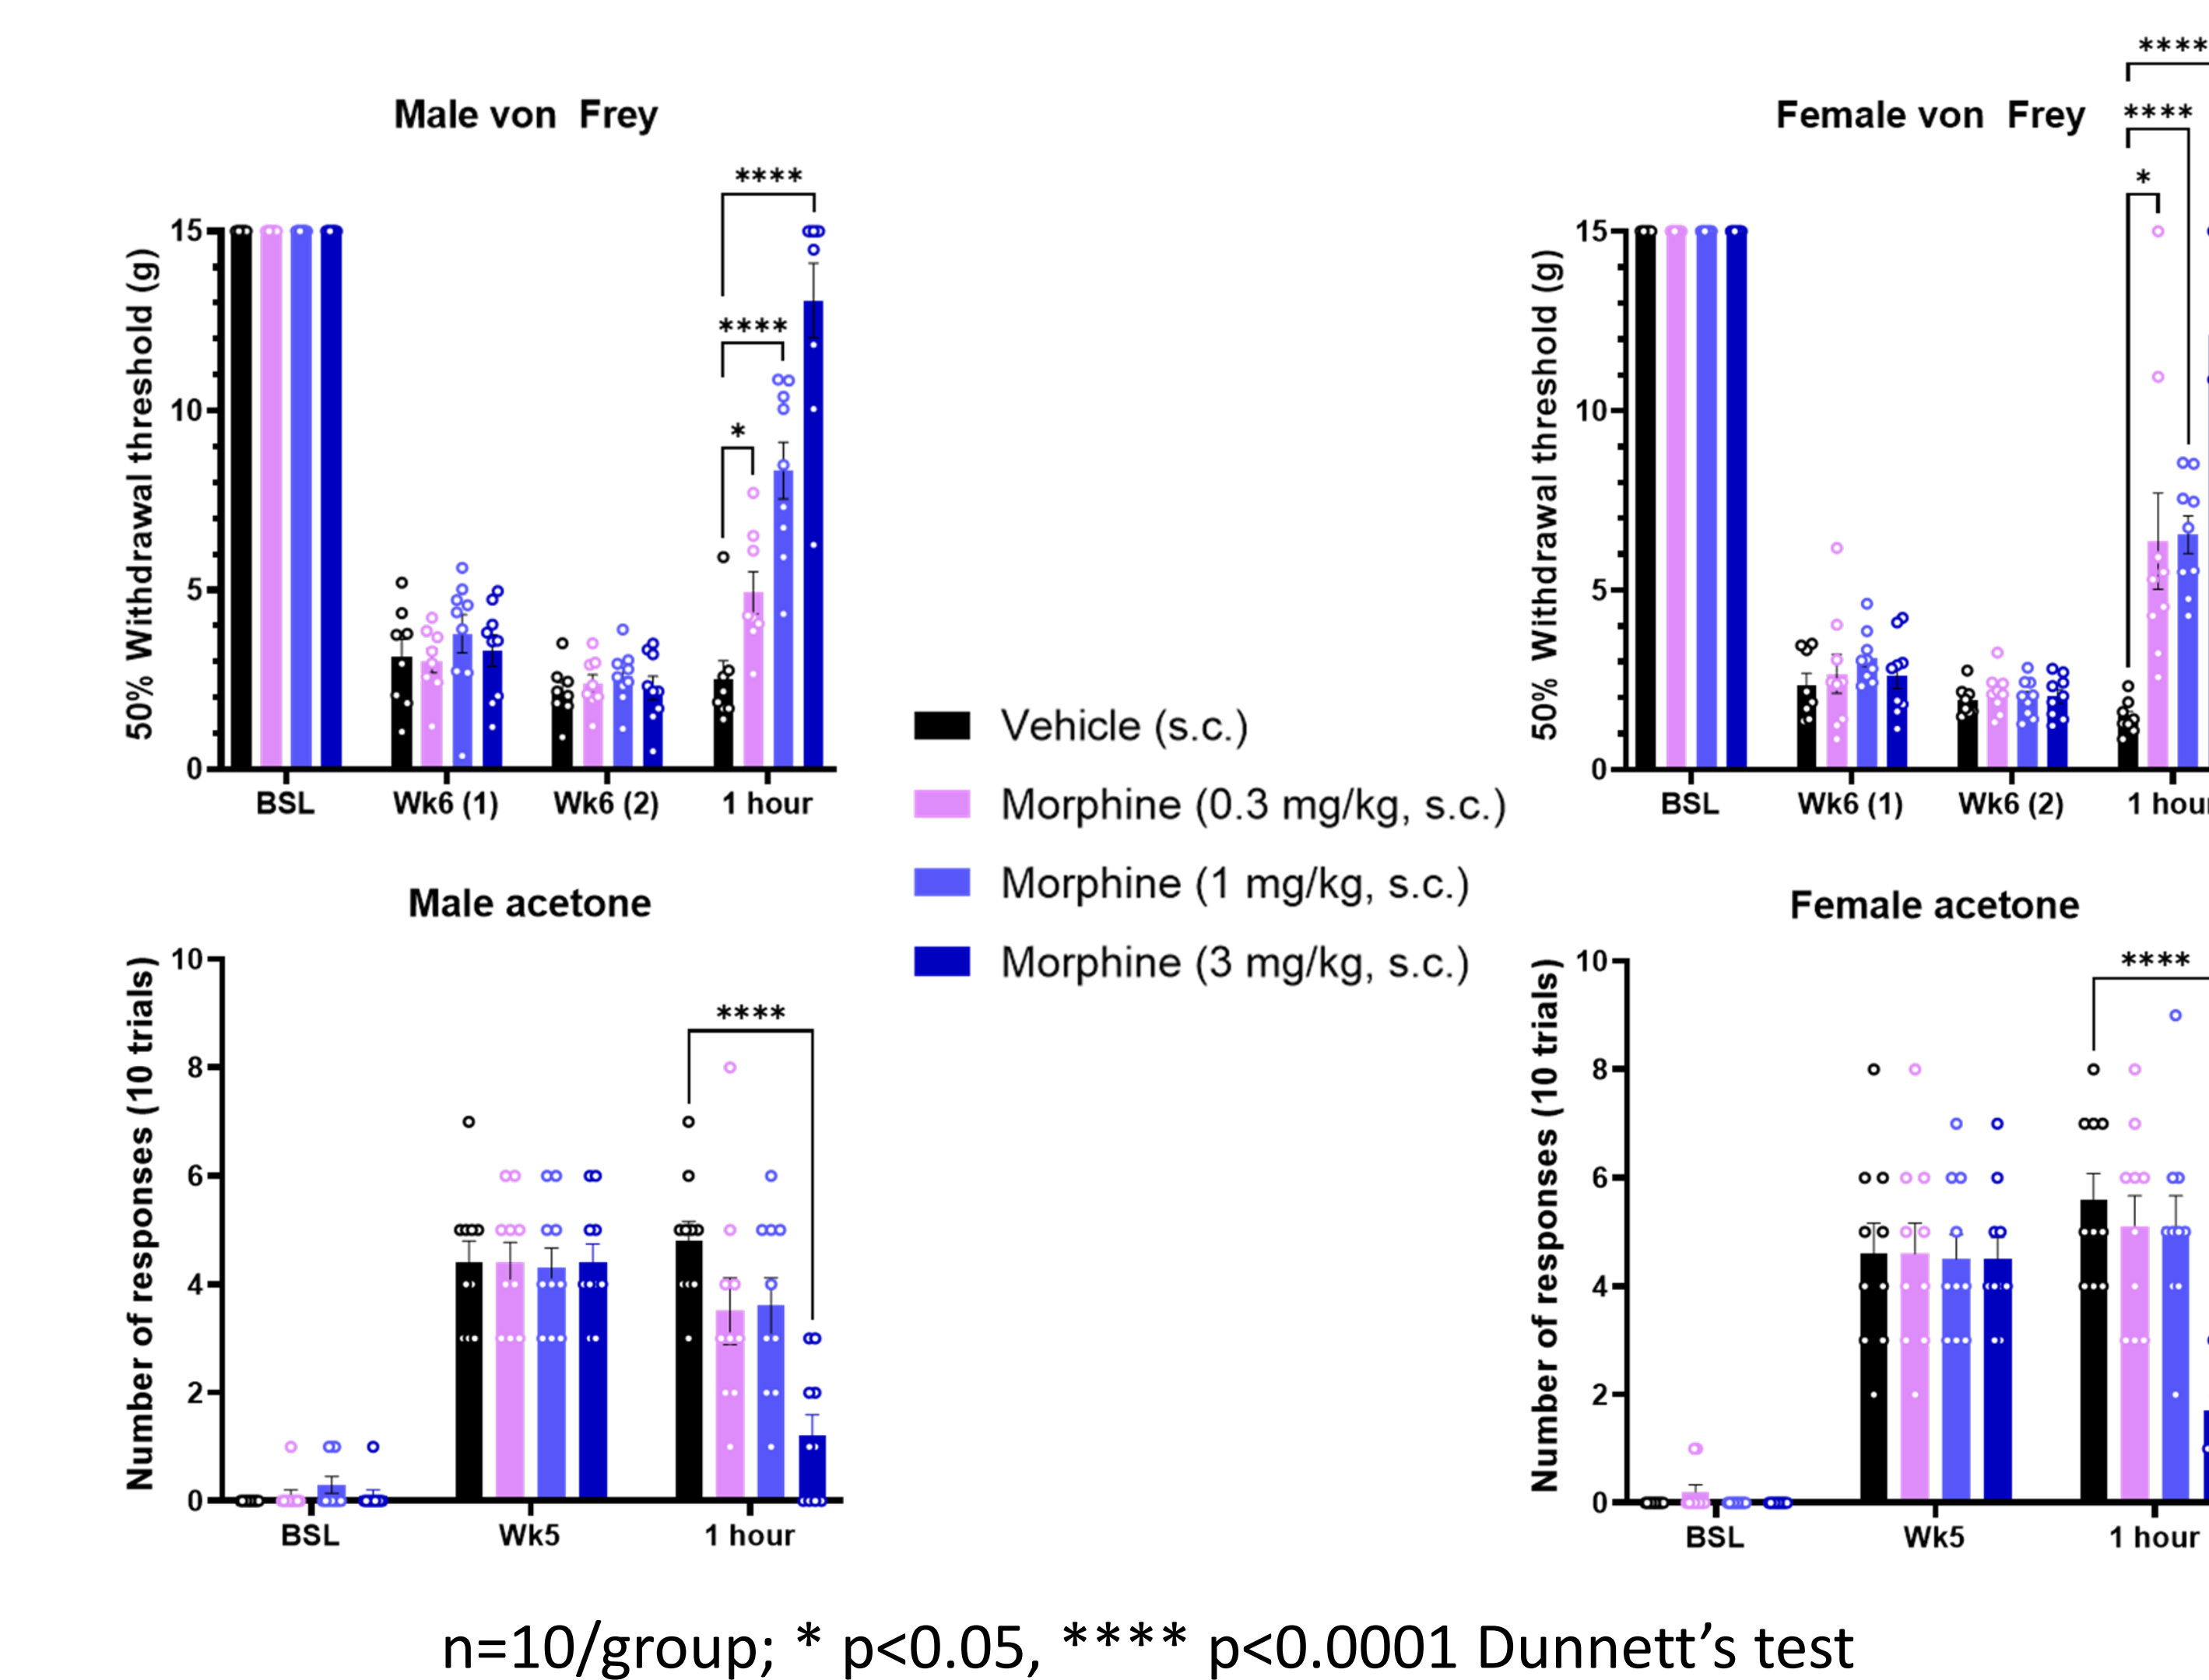 ****
Male von  Frey
Female von  Frey
****
****
*
****
****
*
50% Withdrawal threshold (g)
15
10
5
0
BSL
Wk6 (1)
Wk6 (2)
1 hour
50% Withdrawal threshold (g)
15
10
5
0
BSL
Wk6 (1)
Wk6 (2)
1 hour
Vehicle (s.c.)
Morphine (0.3 mg/kg, s.c.)
Morphine (1 mg/kg, s.c.)
Morphine (3 mg/kg, s.c.)
Male acetone
Female acetone
Number of responses (10 trials)
10
8
6
4
2
0
****
BSL
Wk5
1 hour
Number of responses (10 trials)
10
8
6
4
2
0
****
BSL
Wk5
1 hour
n=10/group; * p<0.05, **** p<0.0001 Dunnett’s test